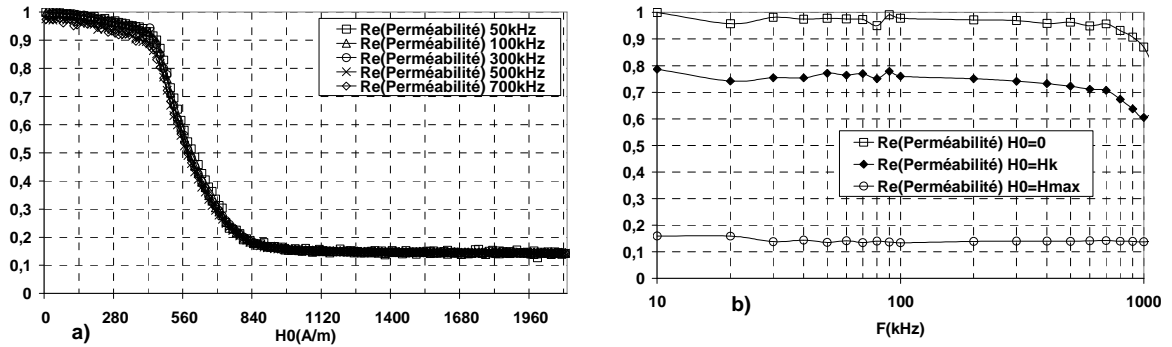 1
0,9
0,8
0,7
0,6
0,5
0,4
0,3
0,2
0,1
0
Re(Perméabilité) 50kHz
Re(Perméabilité) 100kHz
Re(Perméabilité) 300kHz
Re(Perméabilité) 500kHz
Re(Perméabilité) 700kHz
0 280 560 840 1120 1400 1680 1960
a) H0(A/m)
1
0,9
0,8
0,7
0,6
0,5
0,4
0,3
0,2
0,1
0
Re(Perméabilité) H0=0
Re(Perméabilité) H0=Hk
Re(Perméabilité) H0=Hmax
10 100 1000
b) F(kHz)